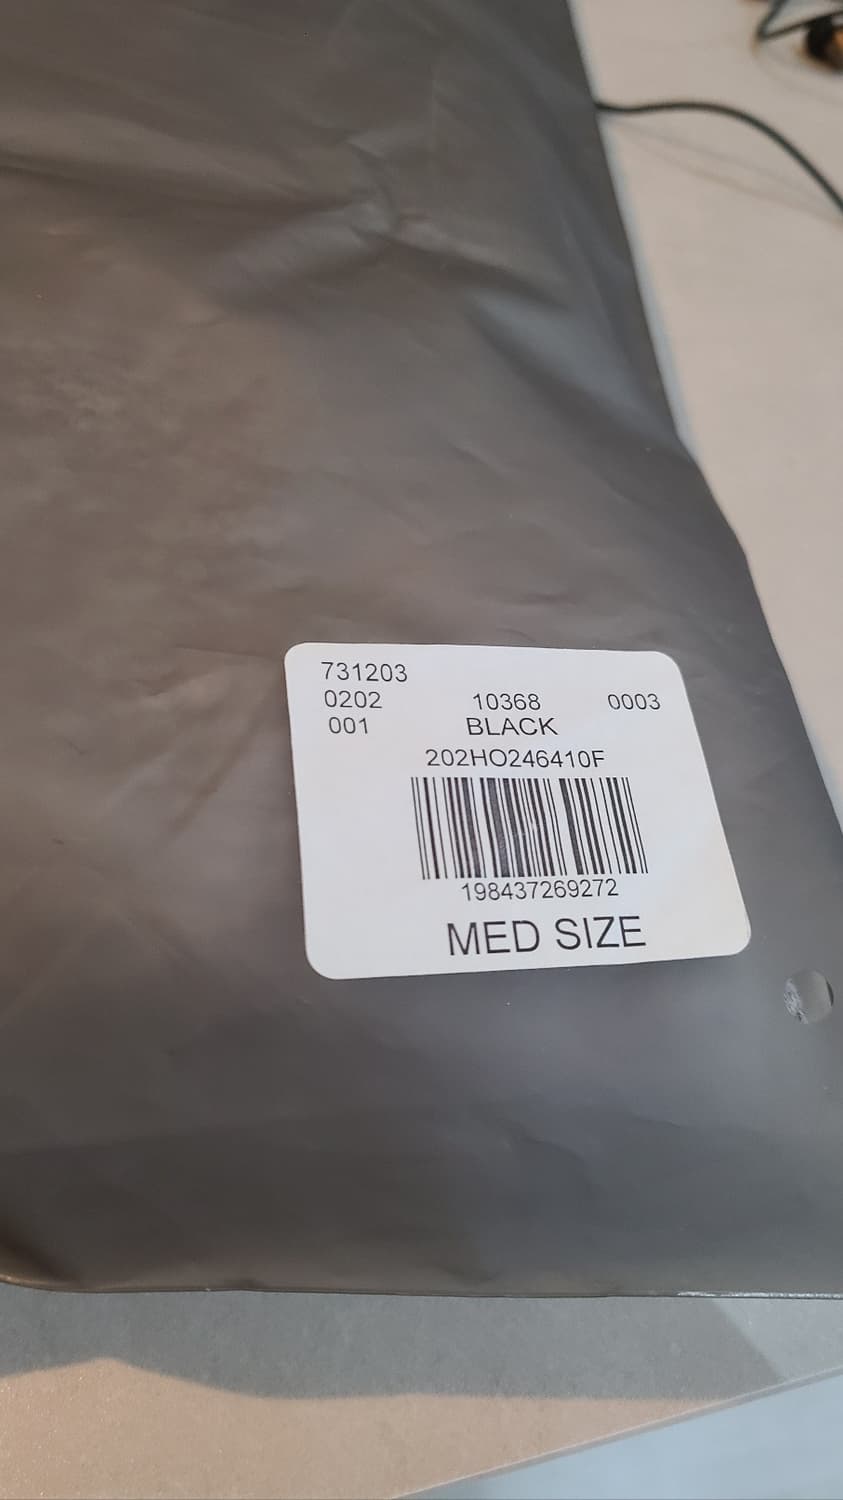 731203
0202 10368 0003
001 BLACK
202HO246410F
198437269272
MED SIZE